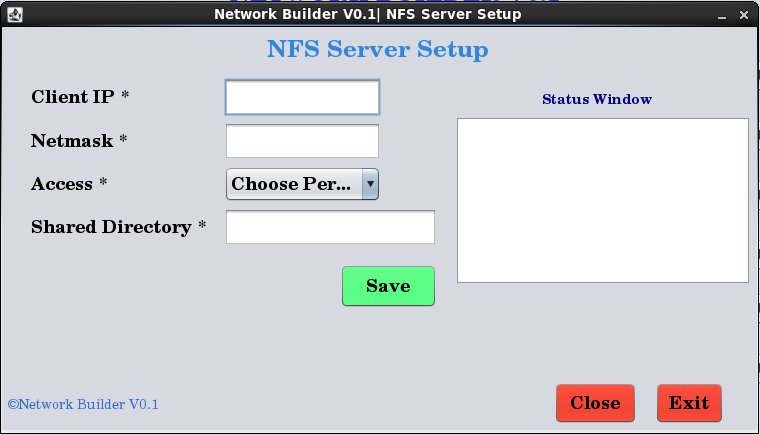 Network Builder V0.1| NFS Server Setup
NFS Server Setup
Client IP *
Netmask *
Access *
Choose Per...
Shared Directory *
Save
Status Window
Close
Exit
©Network Builder V0.1